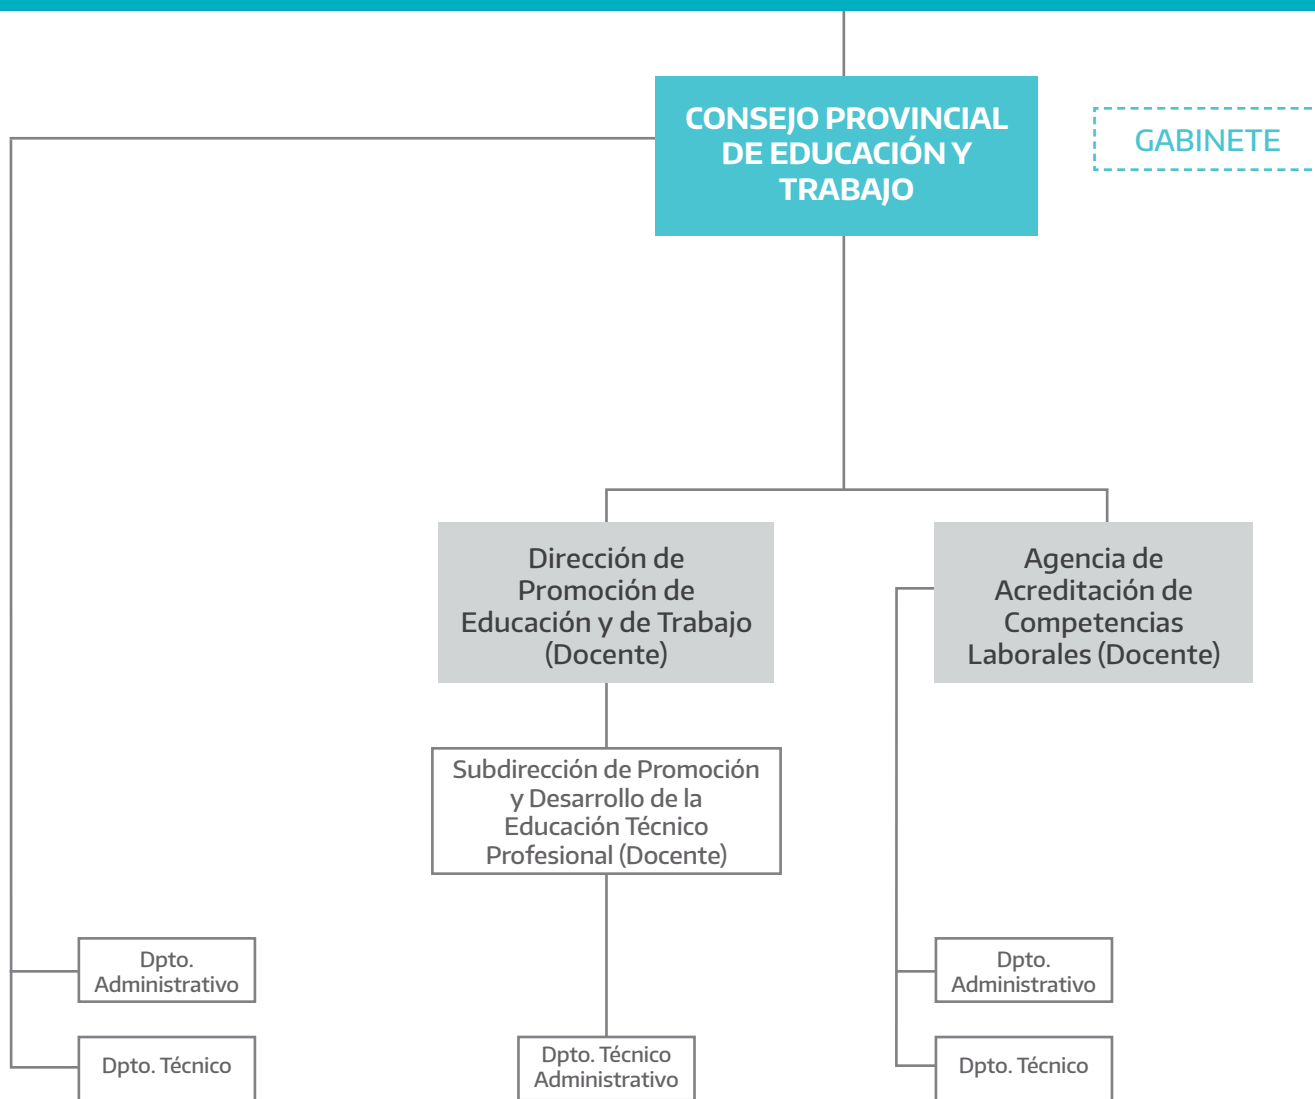 CONSEJO PROVINCIAL
DE EDUCACIÓN Y
TRABAJO
GABINETE
Dirección de
Promoción de
Educación y de Trabajo
(Docente)
Agencia de
Acreditación de
Competencias
Laborales (Docente)
Subdirección de Promoción
y Desarrollo de la
Educación Técnico
Profesional (Docente)
Dpto.
Administrativo
Dpto.
Administrativo
Dpto. Técnico
Dpto. Técnico
Administrativo
Dpto. Técnico